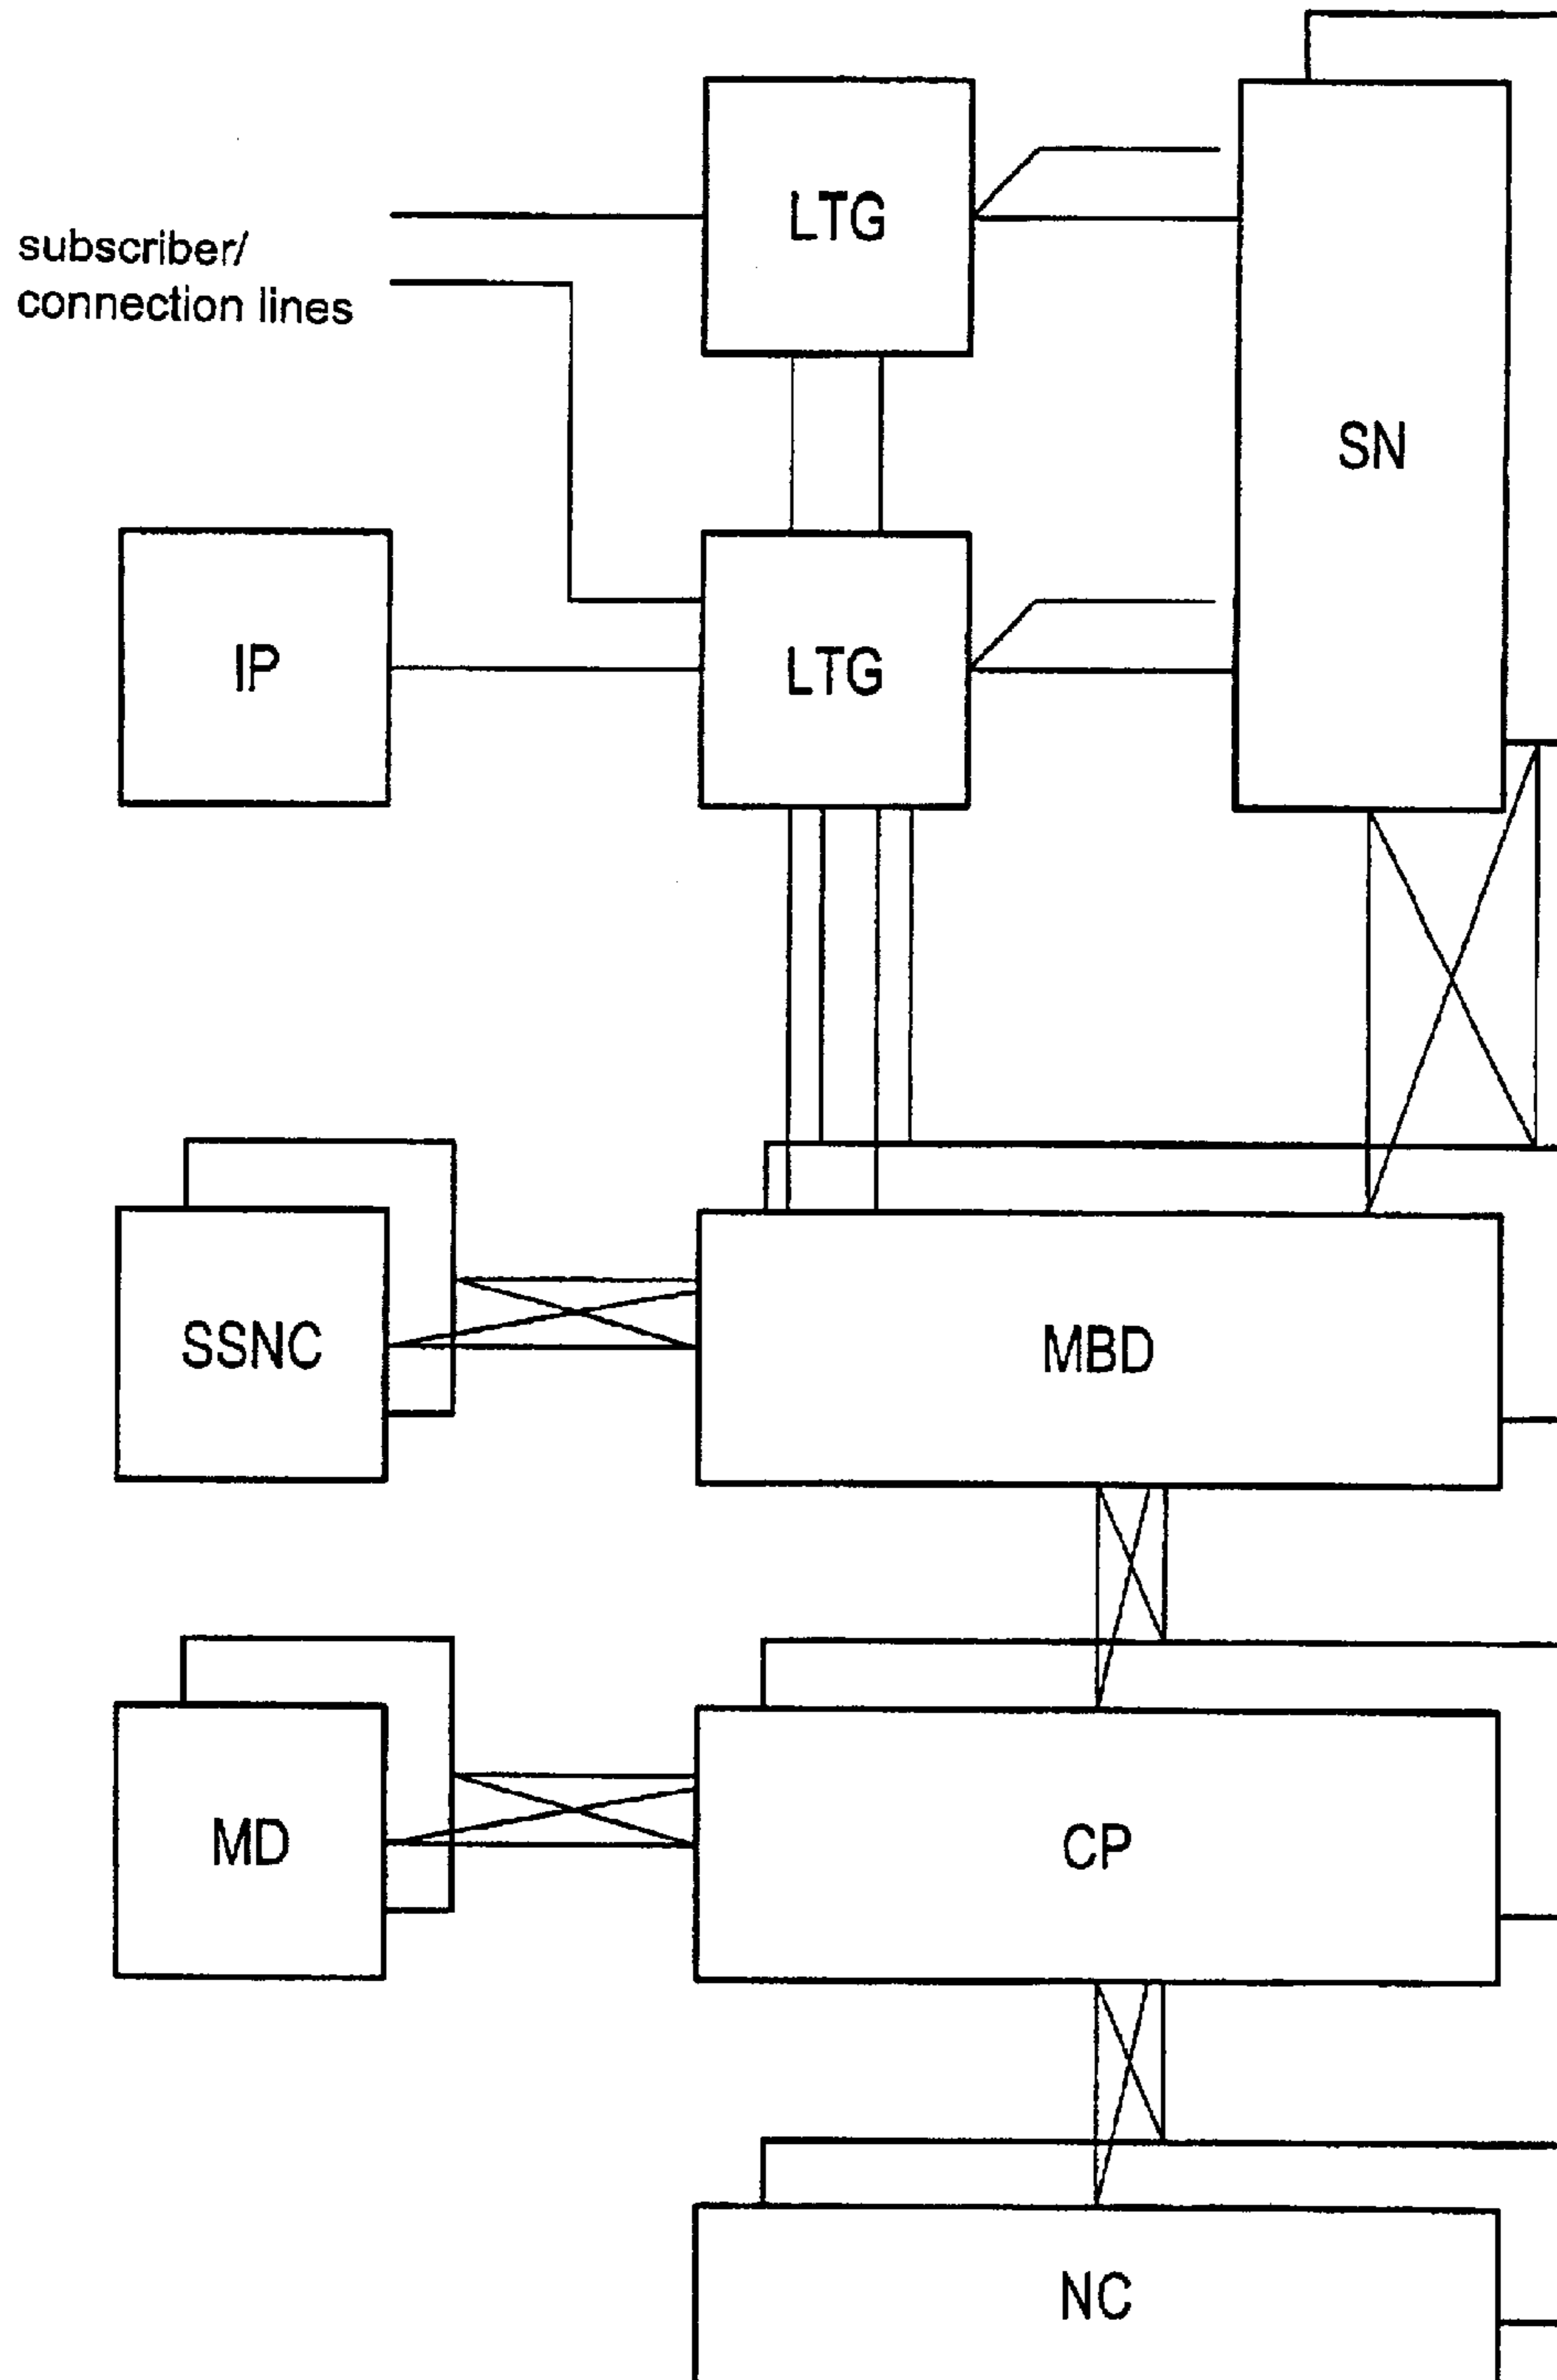 LTG
subscriber/
connection lines
SN
IP
LTG
SSNC
MBD
MD
CP
NC